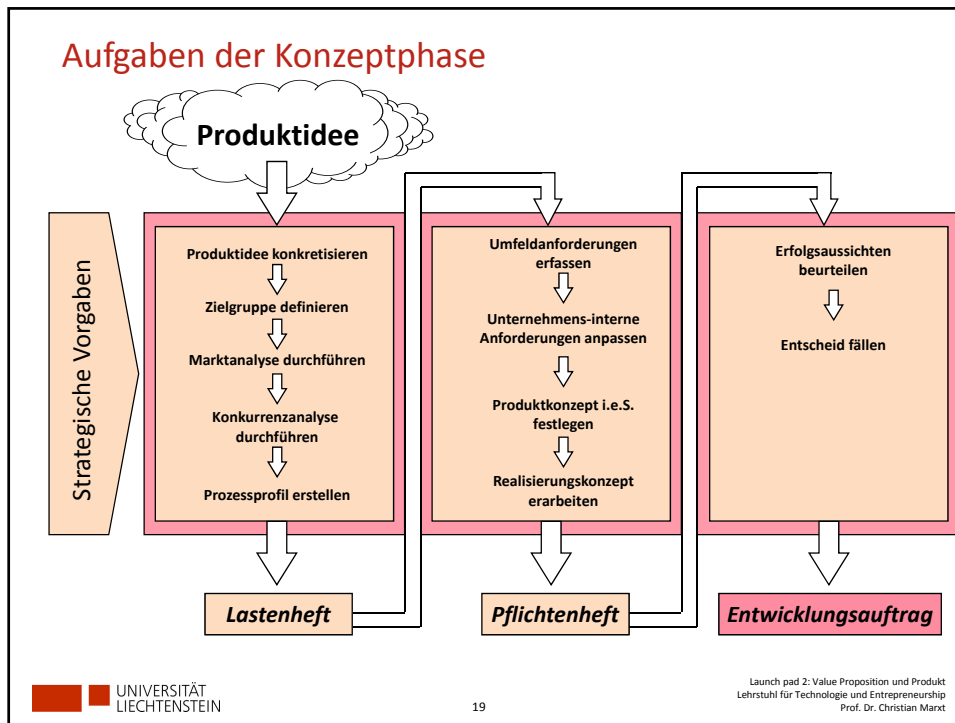 Aufgaben der Konzeptphase
Produktidee
Strategische Vorgaben
Produktidee konkretisieren
Zielgruppe definieren
Marktanalyse durchführen
Konkurrenzanalyse
durchführen
Prozessprofil erstellen
Lastenheft
Umfeldanforderungen
erfassen
Unternehmens-interne
Anforderungen anpassen
Produktkonzept i.e.S.
festlegen
Realisierungskonzept
erarbeiten
Pflichtenheft
Erfolgsaussichten
beurteilen
Entscheid fällen
Entwicklungsauftrag
UNIVERSITÄT
LIECHTENSTEIN
19
Launch pad 2: Value Proposition und Produkt
Lehrstuhl für Technologie und Entrepreneurship
Prof. Dr. Christian Marxt